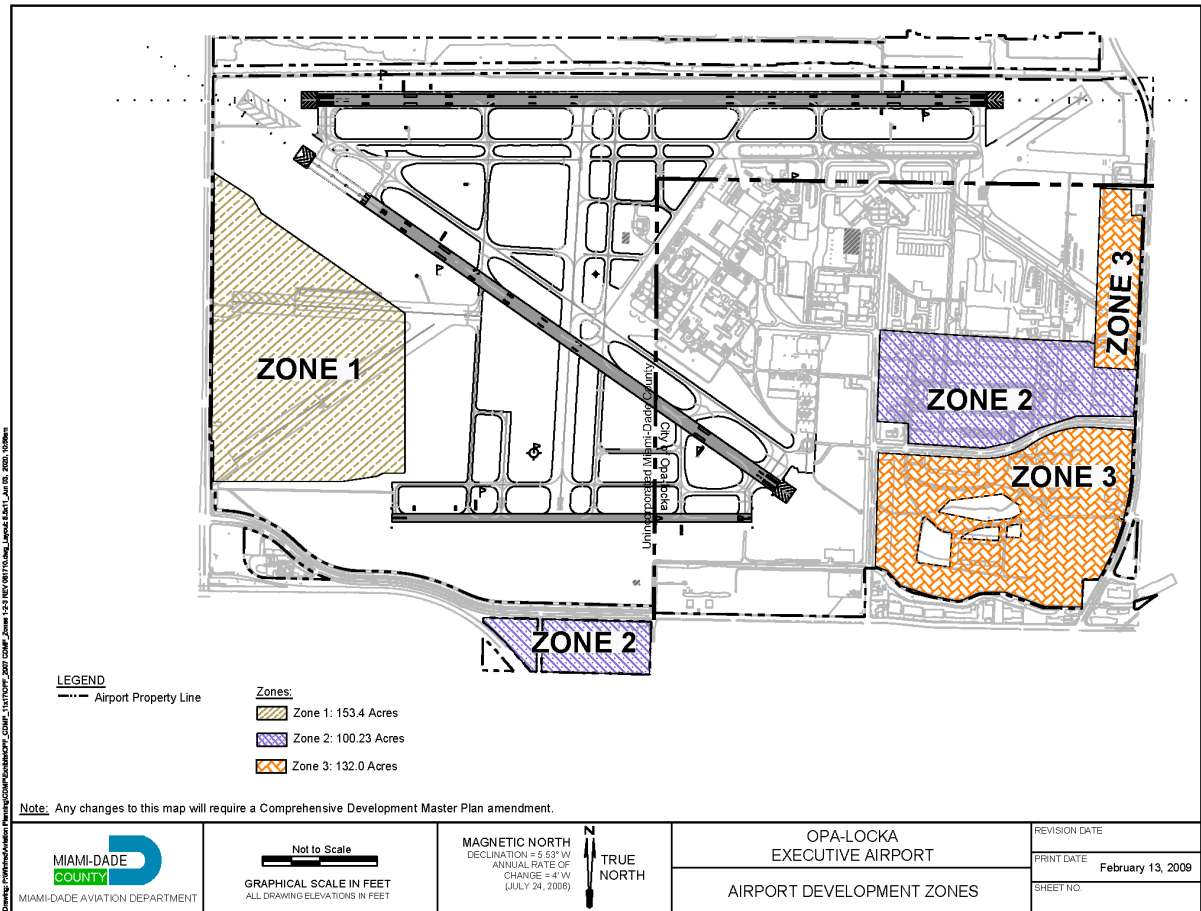 ZONE 1
ZONE 2
ZONE 3
ZONE 3
ZONE 2
Unincorporated Miami-Dade County
City of Opa-locka
LEGEND
Airport Property Line
Zones:
Zone 1: 153.4 Acres
Zone 2: 100.23 Acres
Zone 3: 132.0 Acres
Note: Any changes to this map will require a Comprehensive Development Master Plan amendment.
MIAMI-DADE
COUNTY
MIAMI-DADE AVIATION DEPARTMENT
Not to Scale
GRAPHICAL SCALE IN FEET
ALL DRAWING ELEVATIONS IN FEET
MAGNETIC NORTH
DECLINATION = 5.53° W
ANNUAL RATE OF
CHANGE = 4' W
(JULY 24, 2006)
N
TRUE
NORTH
OPA-LOCKA
EXECUTIVE AIRPORT
AIRPORT DEVELOPMENT ZONES
REVISION DATE
PRINT DATE
February 13, 2009
SHEET NO.